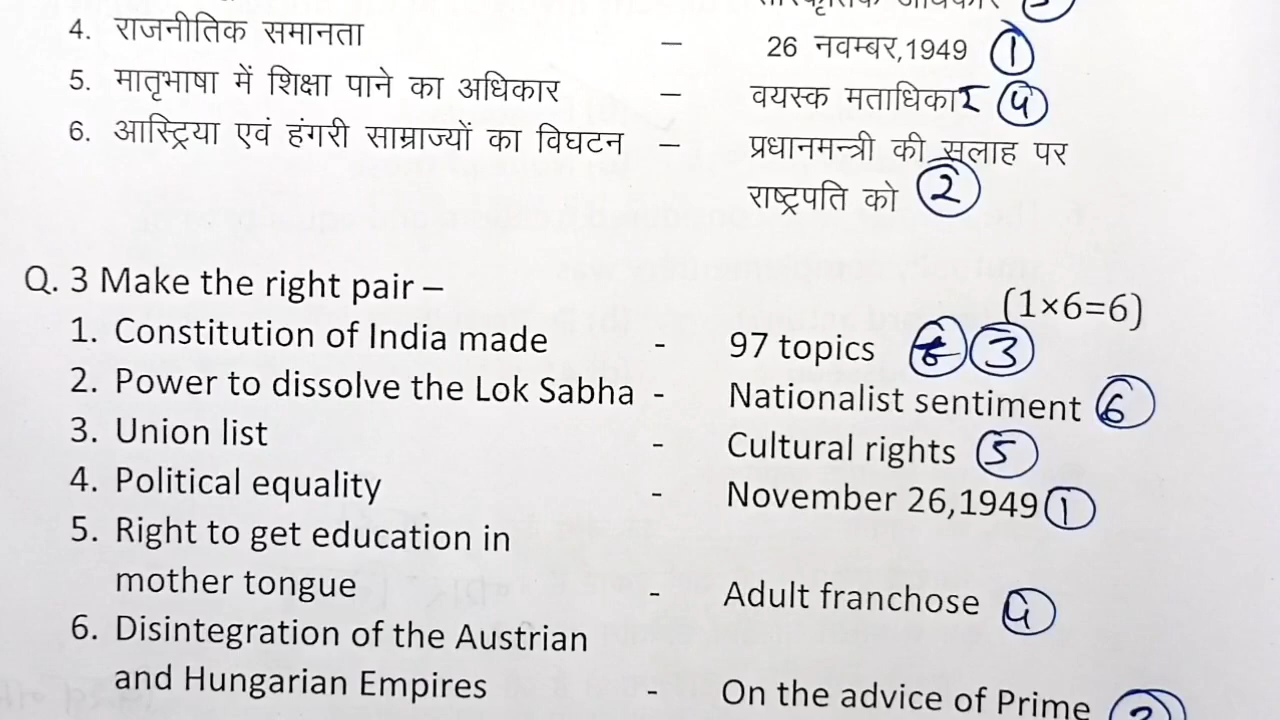 4. राजनीतिक समानता – 26 नवम्बर,1949 1
5. मातृभाषा में शिक्षा पाने का अधिकार – वयस्क मताधिकार 4
6. आस्ट्रिया एवं हंगरी साम्राज्यों का विघटन – प्रधानमन्त्री की सलाह पर
राष्ट्रपति को 2
Q. 3 Make the right pair –
(1×6=6)
1. Constitution of India made - 97 topics 3
2. Power to dissolve the Lok Sabha - Nationalist sentiment 6
3. Union list - Cultural rights 5
4. Political equality - November 26,1949 1
5. Right to get education in
mother tongue - Adult franchose 4
6. Disintegration of the Austrian
and Hungarian Empires - On the advice of Prime